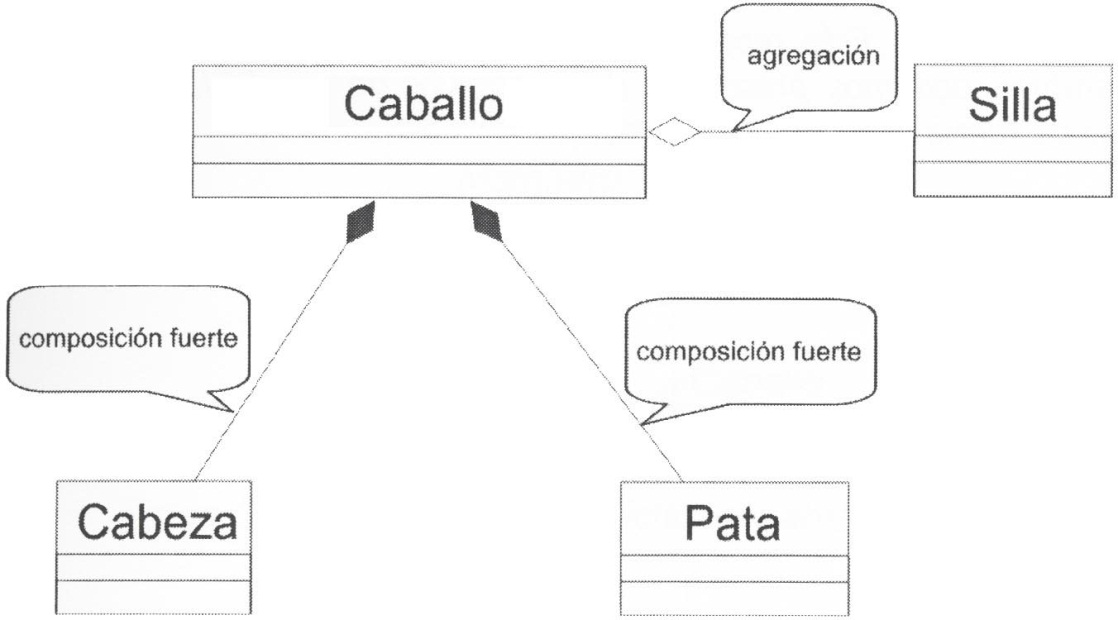 agregación
Caballo
Silla
composición fuerte
composición fuerte
Cabeza
Pata